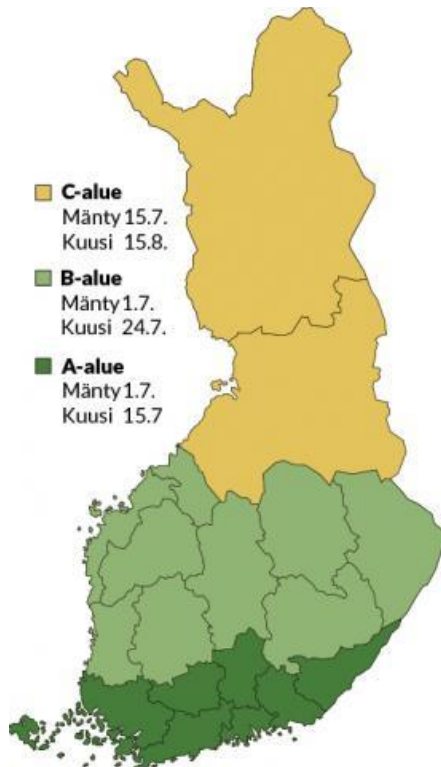 C-alue
Mänty 15.7.
Kuusi 15.8.
B-alue
Mänty 1.7.
Kuusi 24.7.
A-alue
Mänty 1.7.
Kuusi 15.7